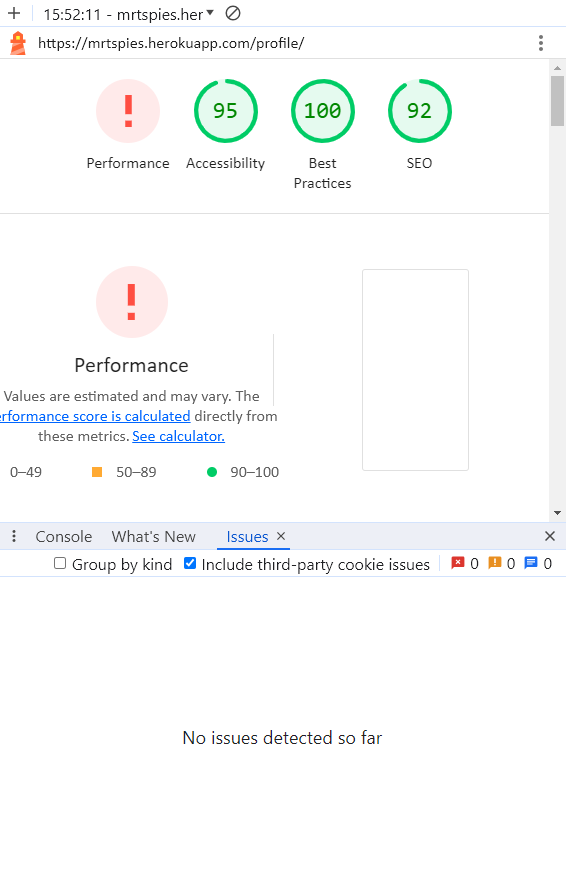 15:52:11 - mrtspies.her
https://mrtspies.herokuapp.com/profile/
!
95
100
92
Performance
Accessibility
Best
Practices
SEO
!
Performance
Values are estimated and may vary. The
erformance score is calculated directly from
these metrics. See calculator.
0–49
50–89
90–100
Console
What's New
Issues
Group by kind
Include third-party cookie issues
0
0
0
No issues detected so far